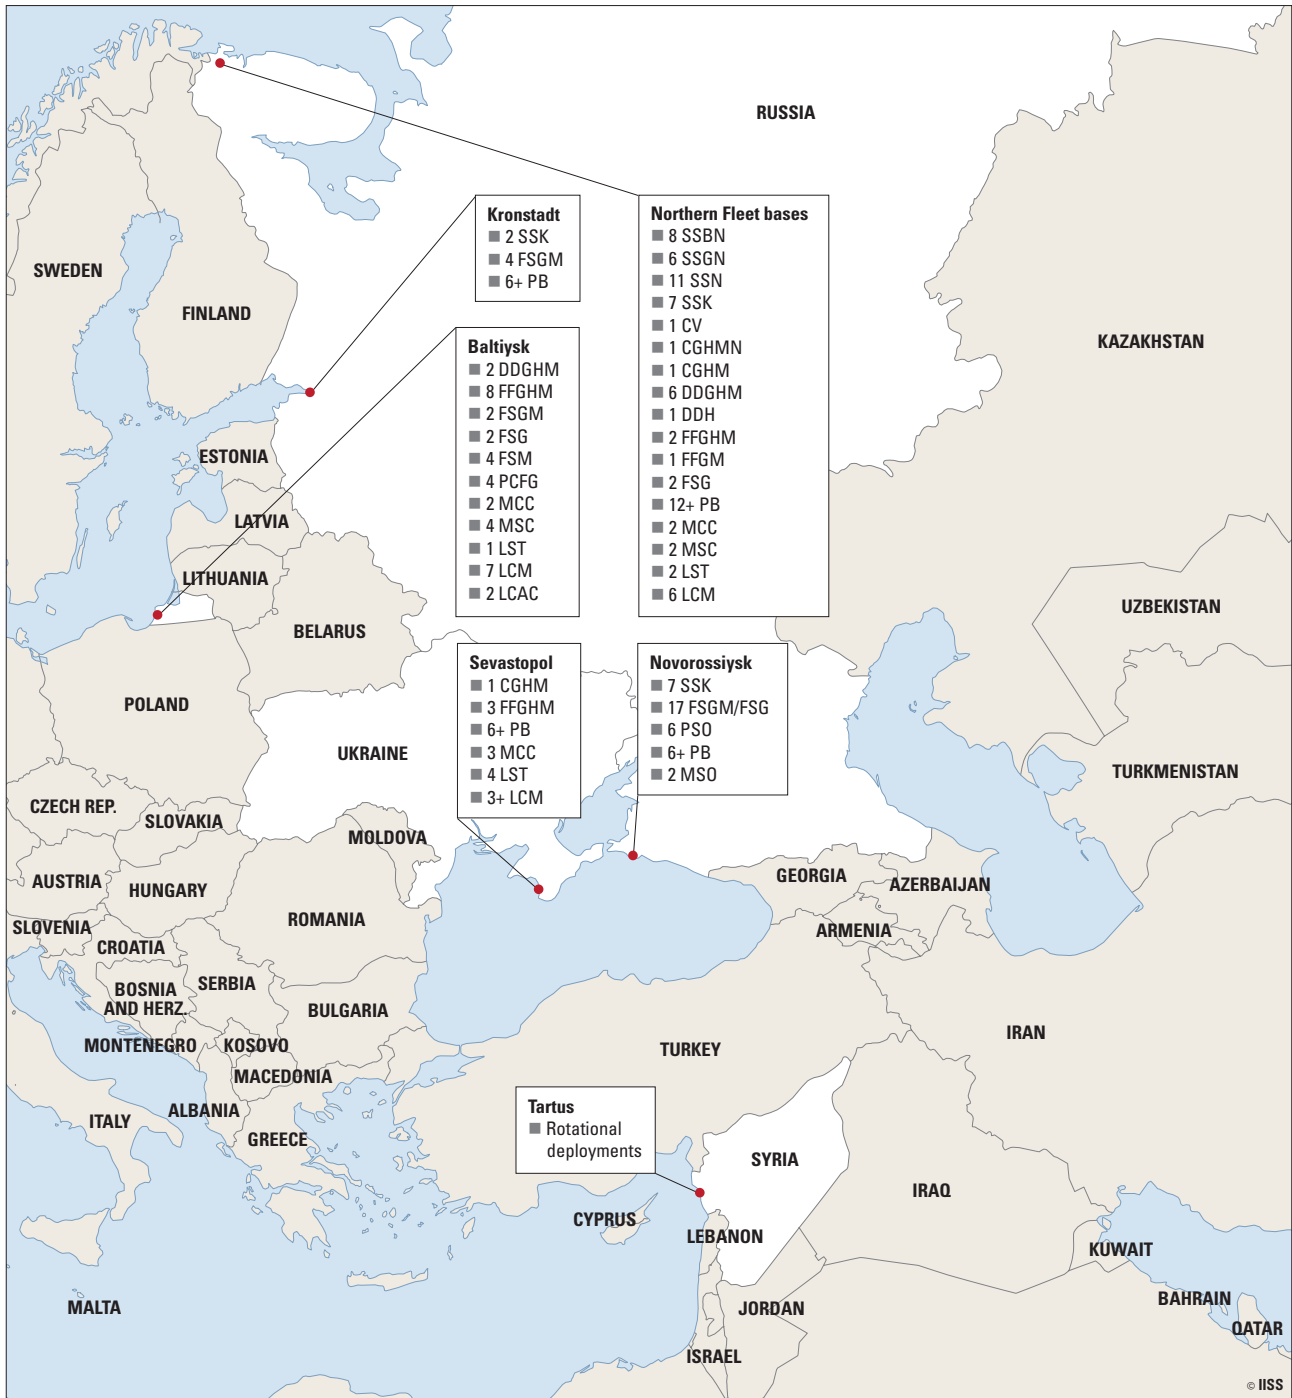 RUSSIA
Kronstadt
2 SSK
4 FSGM
6+ PB
Northern Fleet bases
8 SSBN
6 SSGN
11 SSN
7 SSK
1 CV
1 CGHMN
1 CGHM
6 DDGHM
1 DDH
2 FFGHM
1 FFGM
2 FSG
12+ PB
2 MCC
2 MSC
2 LST
6 LCM
SWEDEN
FINLAND
KAZAKHSTAN
Baltiysk
2 DDGHM
8 FFGHM
2 FSGM
2 FSG
4 FSM
4 PCFG
2 MCC
4 MSC
1 LST
7 LCM
2 LCAC
ESTONIA
LATVIA
LITHUANIA
BELARUS
UZBEKISTAN
POLAND
UKRAINE
Sevastopol
1 CGHM
3 FFGHM
6+ PB
3 MCC
4 LST
3+ LCM
Novorossiysk
7 SSK
17 FSGM/FSG
6 PSO
6+ PB
2 MSO
TURKMENISTAN
CZECH REP.
SLOVAKIA
MOLDOVA
AUSTRIA
HUNGARY
GEORGIA
AZERBAIJAN
ROMANIA
SLOVENIA
ARMENIA
CROATIA
SERBIA
BOSNIA
AND HERZ.
BULGARIA
IRAN
MONTENEGRO
KOSOVO
TURKEY
MACEDONIA
ITALY
ALBANIA
GREECE
Tartus
Rotational
deployments
SYRIA
IRAQ
CYPRUS
LEBANON
KUWAIT
MALTA
JORDAN
BAHRAIN
QATAR
ISRAEL
© IISS